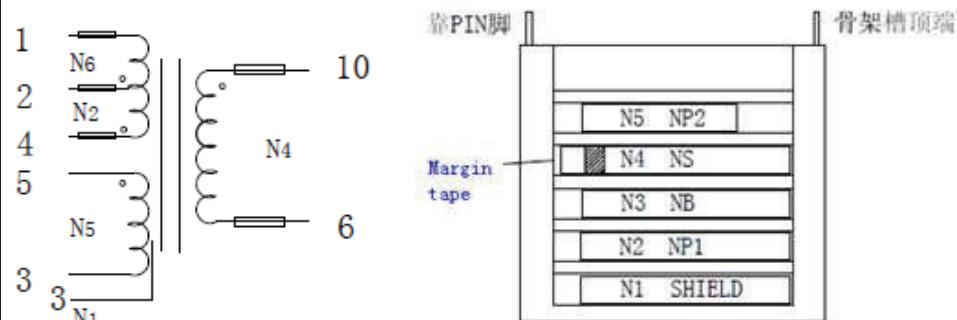 1
N6
2
N2
4
5
N5
3
3
N1
10
N4
6
靠PIN脚
骨架槽顶端
Margin
tape
N5 NP2
N4 NS
N3 NB
N2 NP1
N1 SHIELD